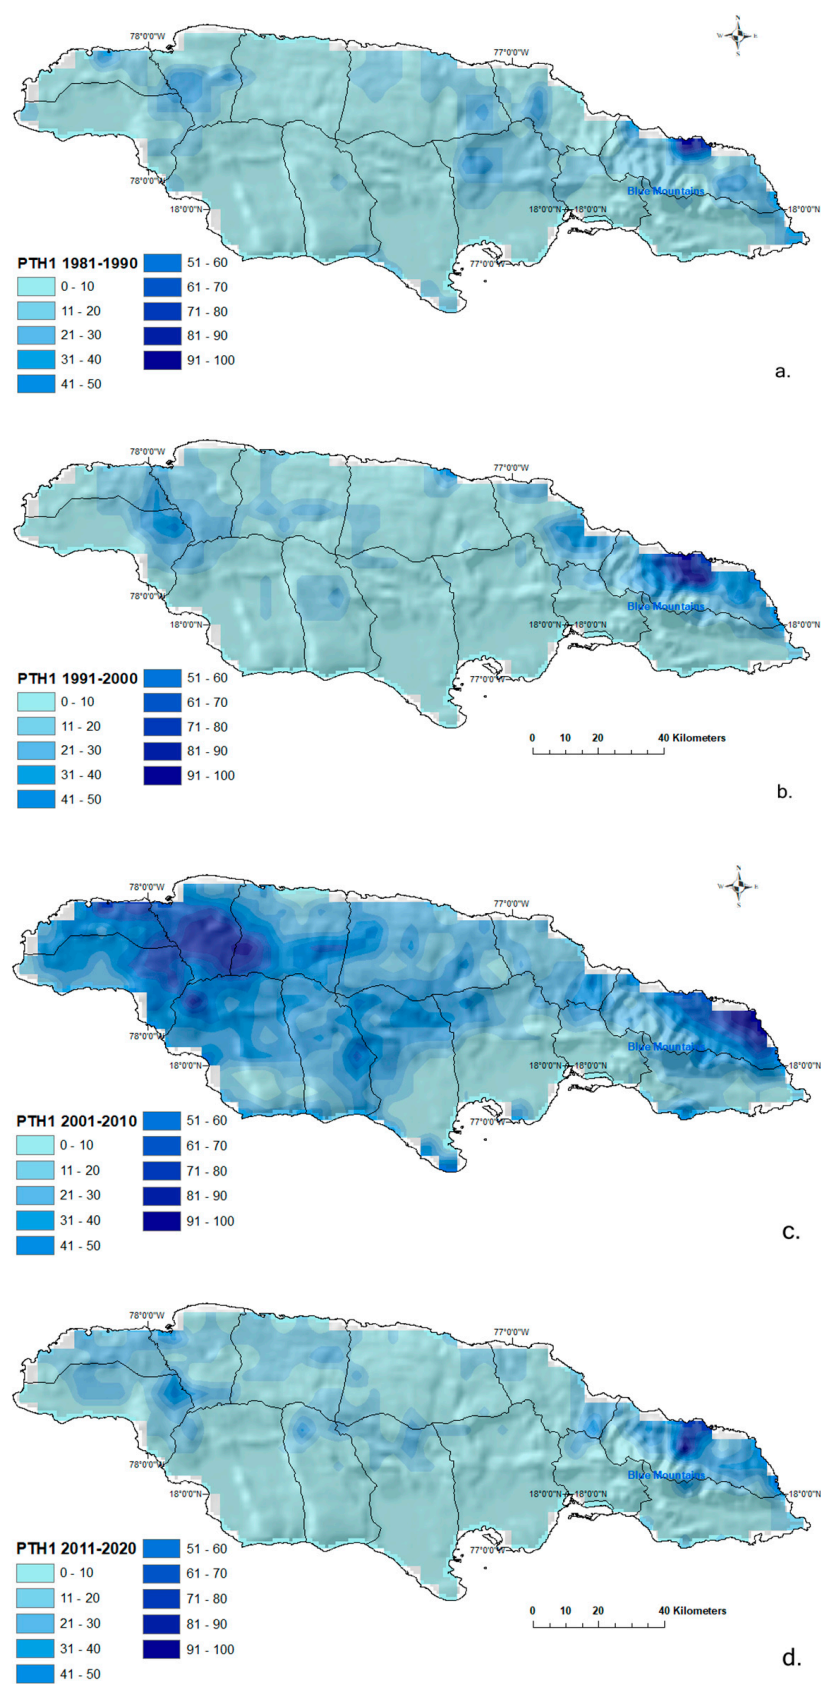 N
W E
S
78°0'0"W
77°0'0"W
Blue Mountains
78°0'0"W
18°0'0"N 18°0'0"N 18°0'0"N 18°0'0"N
77°0'0"W
PTH1 1981-1990
0 - 10
11 - 20
21 - 30
31 - 40
41 - 50
51 - 60
61 - 70
71 - 80
81 - 90
91 - 100
a.
78°0'0"W
77°0'0"W
Blue Mountains
78°0'0"W
18°0'0"N 18°0'0"N 18°0'0"N 18°0'0"N
77°0'0"W
PTH1 1991-2000
0 - 10
11 - 20
21 - 30
31 - 40
41 - 50
51 - 60
61 - 70
71 - 80
81 - 90
91 - 100
0 10 20 40 Kilometers
b.
N
W E
S
78°0'0"W
77°0'0"W
Blue Mountains
78°0'0"W
18°0'0"N 18°0'0"N 18°0'0"N 18°0'0"N
77°0'0"W
PTH1 2001-2010
0 - 10
11 - 20
21 - 30
31 - 40
41 - 50
51 - 60
61 - 70
71 - 80
81 - 90
91 - 100
c.
78°0'0"W
77°0'0"W
Blue Mountains
78°0'0"W
18°0'0"N 18°0'0"N 18°0'0"N 18°0'0"N
77°0'0"W
PTH1 2011-2020
0 - 10
11 - 20
21 - 30
31 - 40
41 - 50
51 - 60
61 - 70
71 - 80
81 - 90
91 - 100
0 10 20 40 Kilometers
d.